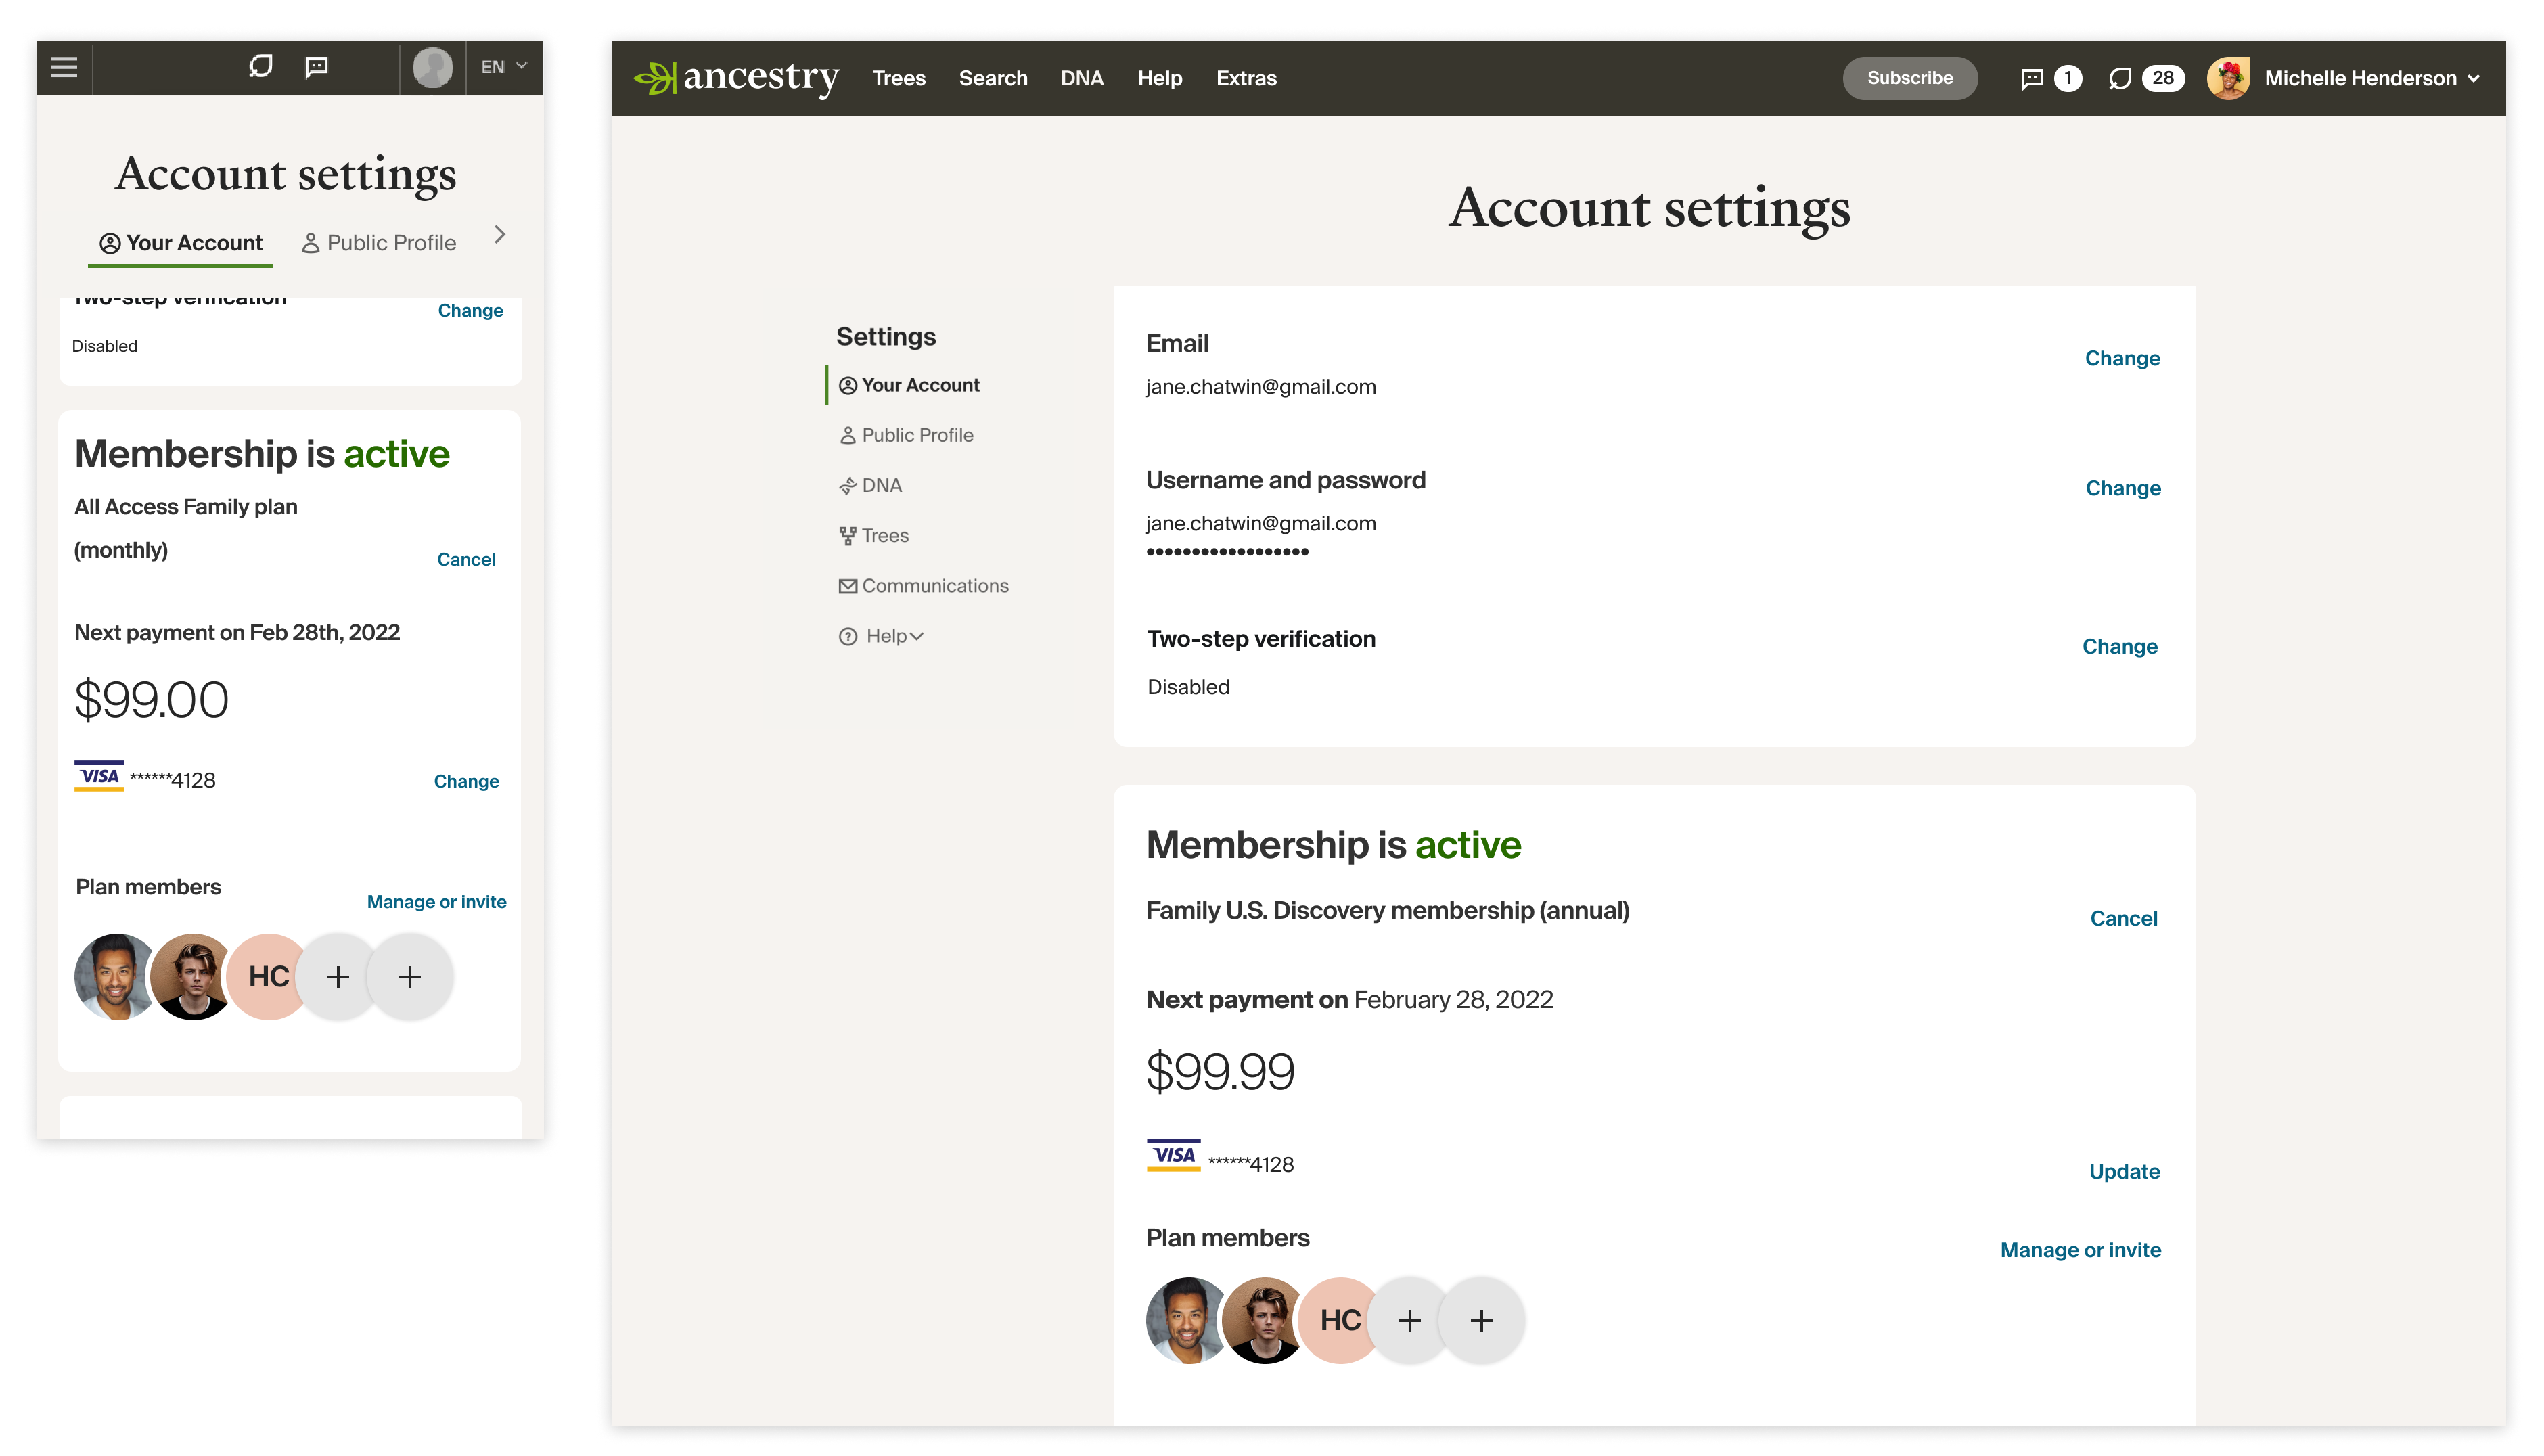 EN
Account settings
Your Account
Public Profile
Two-step verification
Change
Disabled
Membership is active
All Access Family plan
(monthly)
Cancel
Next payment on Feb 28th, 2022
$99.00
VISA ******4128
Change
Plan members
Manage or invite
HC + +
ancestry Trees Search DNA Help Extras Subscribe 1 28 Michelle Henderson
Account settings
Settings
Your Account
Public Profile
DNA
Trees
Communications
Help
Email
Change
jane.chatwin@gmail.com
Username and password
Change
jane.chatwin@gmail.com
••••••••••••••••••
Two-step verification
Change
Disabled
Membership is active
Family U.S. Discovery membership (annual)
Cancel
Next payment on February 28, 2022
$99.99
VISA ******4128
Update
Plan members
Manage or invite
HC + +